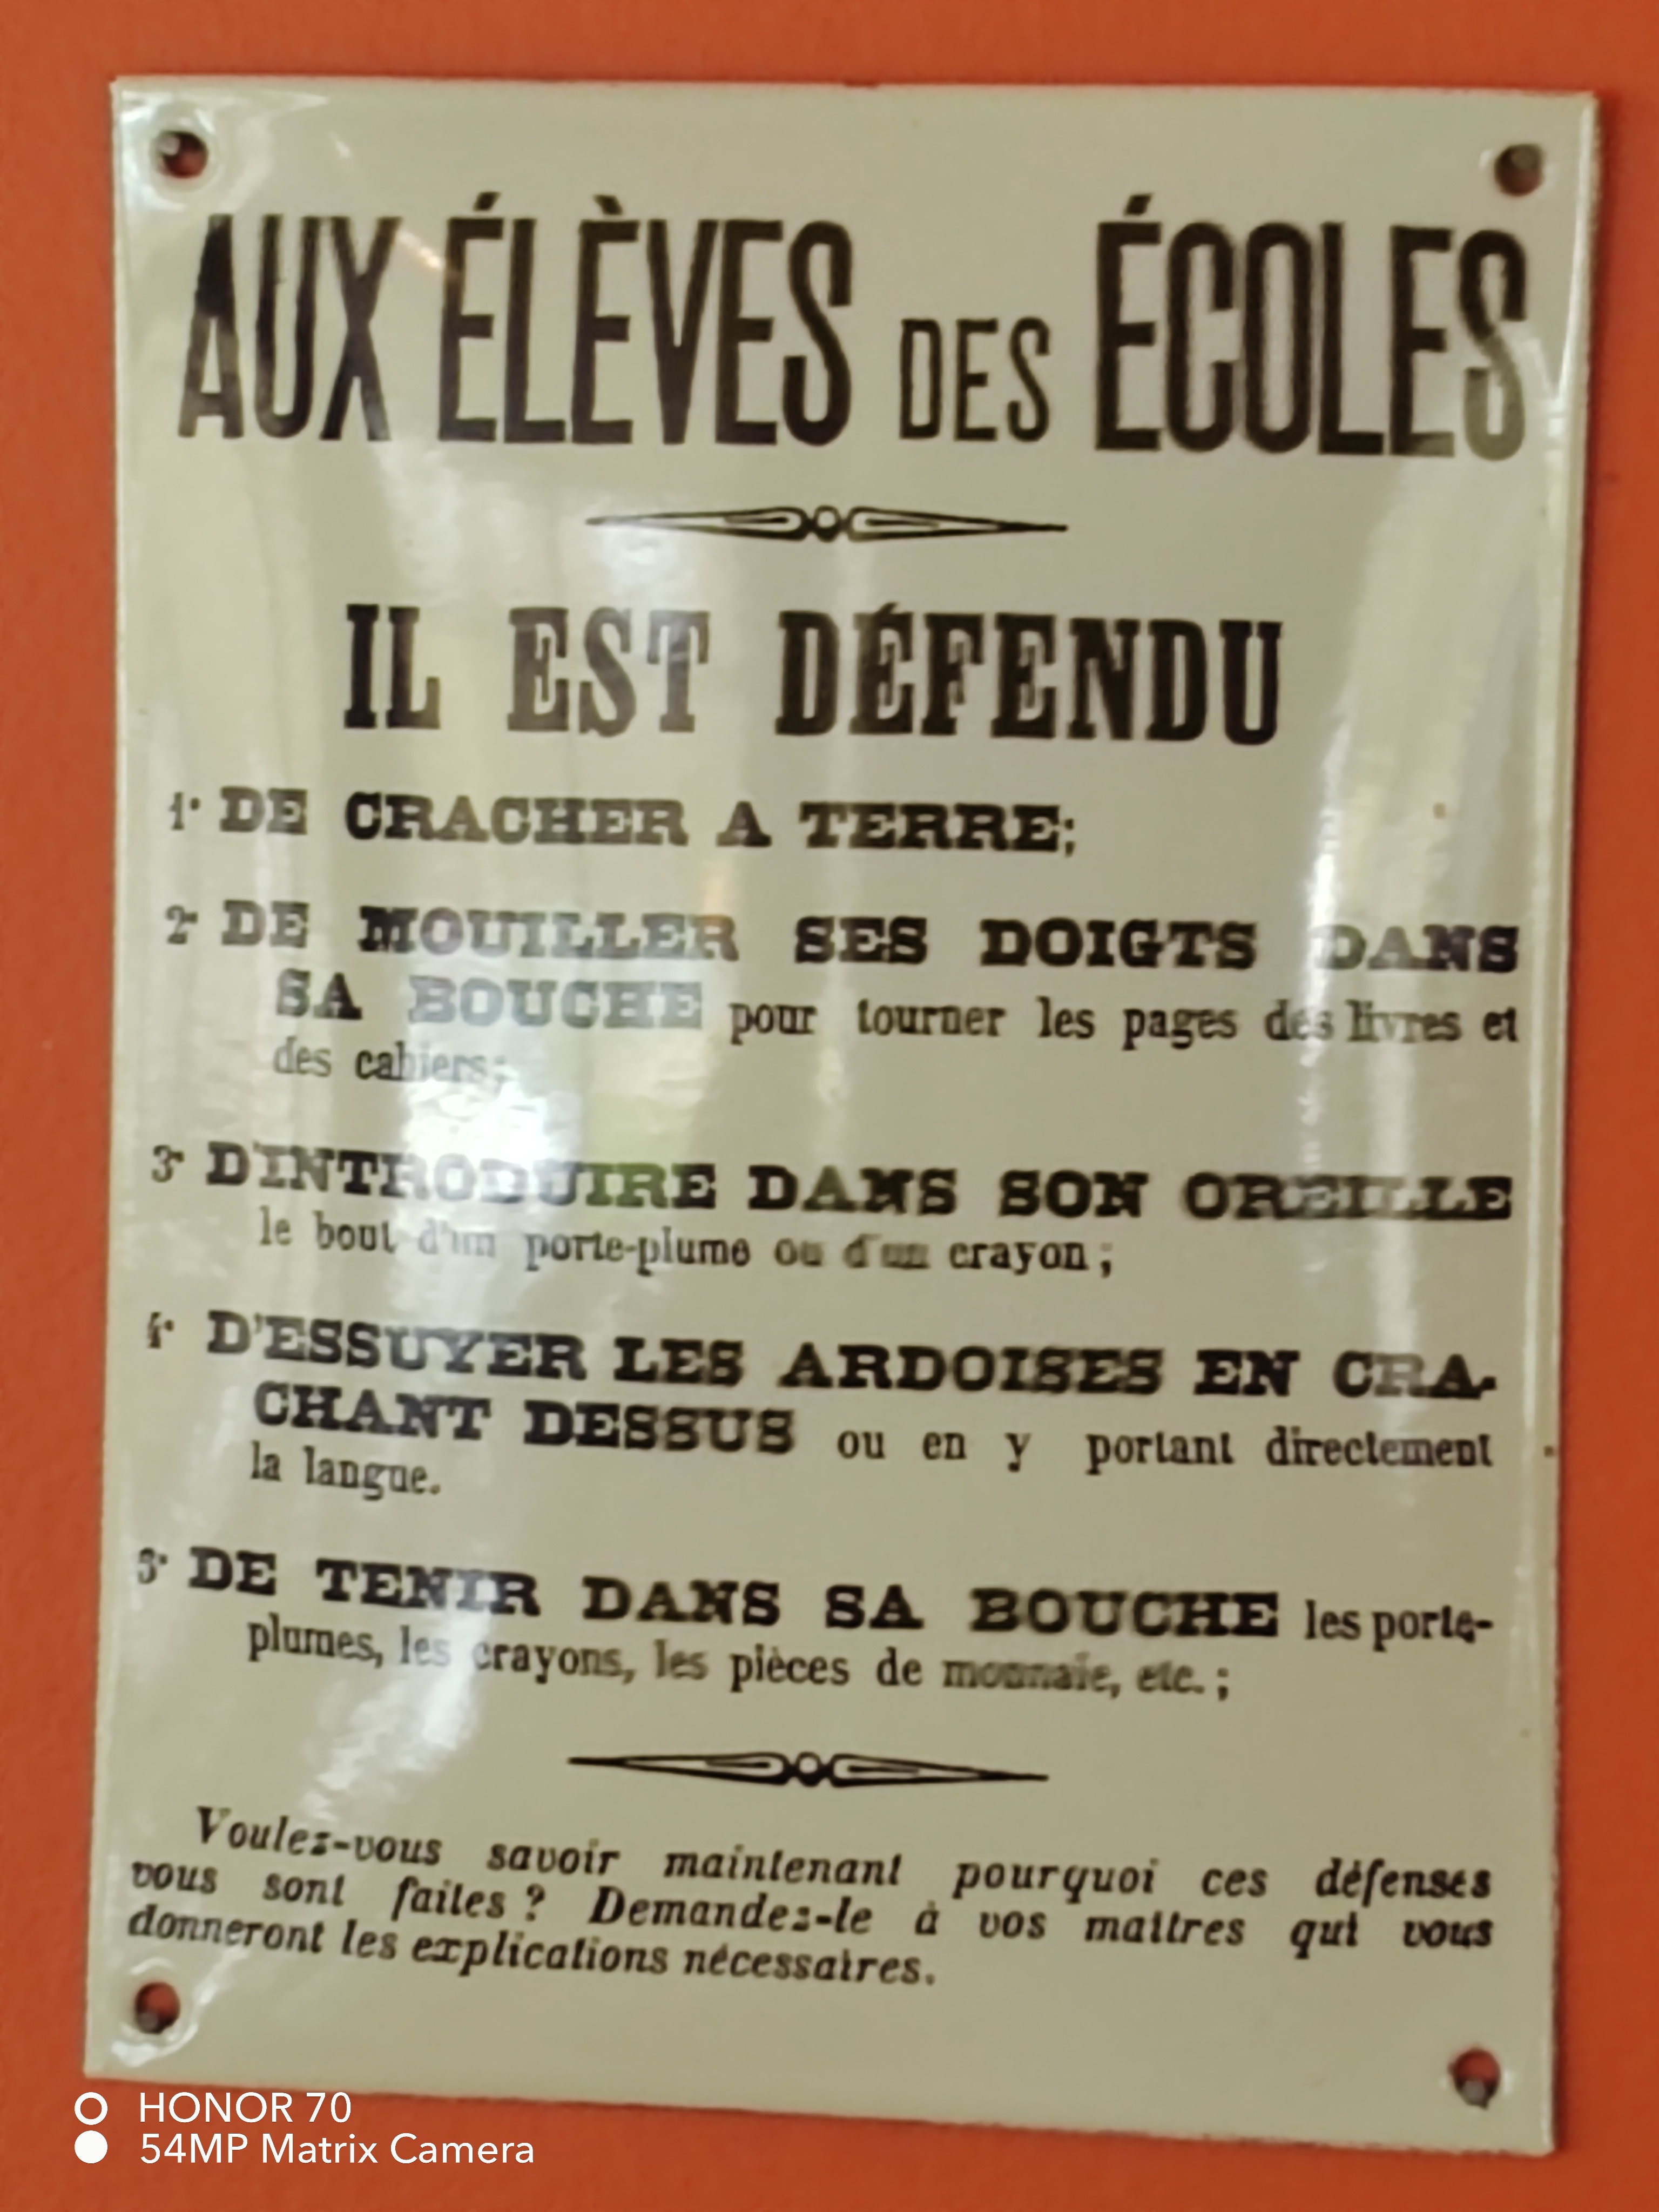 AUX ÉLÈVES DES ÉCOLES
IL EST DÉFENDU
1° DE CRACHER A TERRE;
2° DE MOUILLER SES DOIGTS DANS
SA BOUCHE pour tourner les pages des livres et
des cahiers;
3° D'INTRODUIRE DANS SON OREILLE
le bout d'un porte-plume ou d'un crayon;
4° D'ESSUYER LES ARDOISES EN CRA-
CHANT DESSUS ou en y portant directement
la langue.
5° DE TENIR DANS SA BOUCHE les porte-
plumes, les crayons, les pièces de monnaie, etc.;
Voulez-vous savoir maintenant pourquoi ces défenses
vous sont faites? Demandez-le à vos maîtres qui vous
donneront les explications nécessaires.
HONOR 70
54MP Matrix Camera